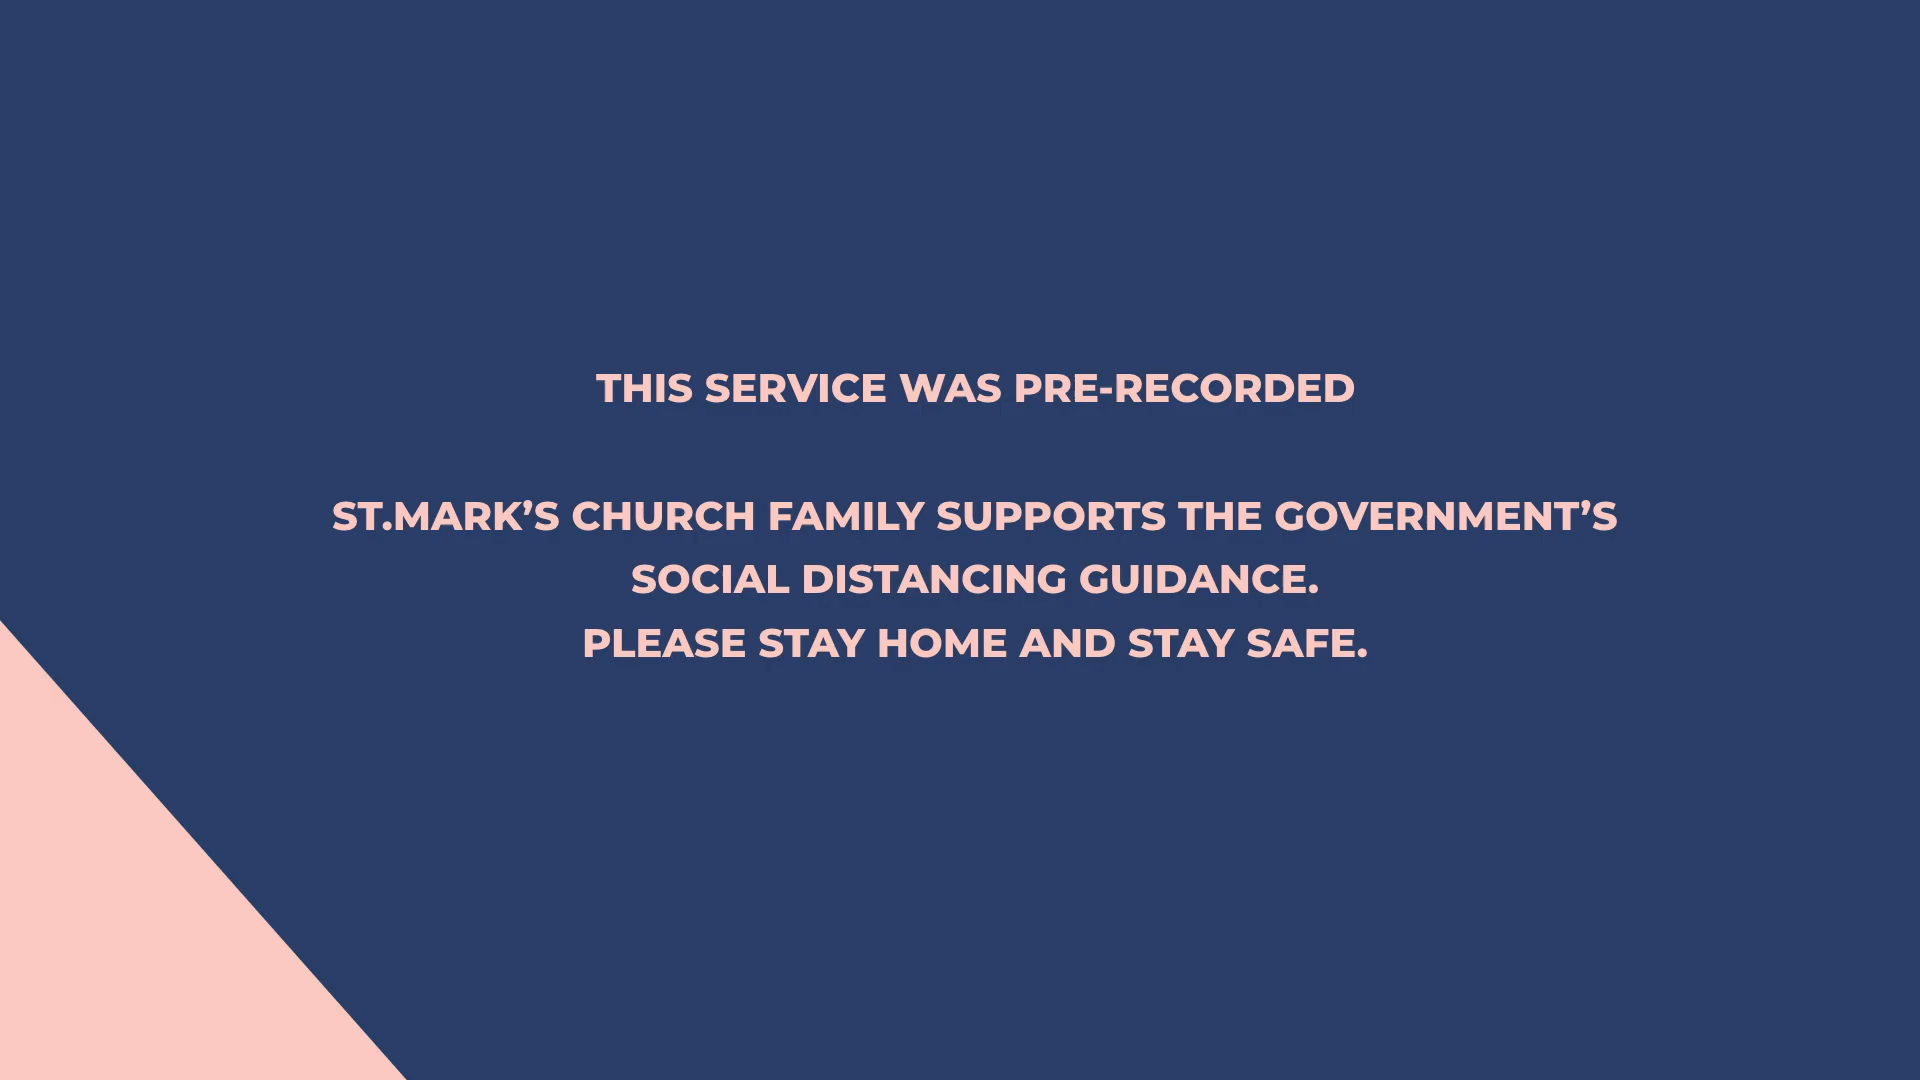 THIS SERVICE WAS PRE-RECORDED
ST.MARK’S CHURCH FAMILY SUPPORTS THE GOVERNMENT’S
SOCIAL DISTANCING GUIDANCE.
PLEASE STAY HOME AND STAY SAFE.